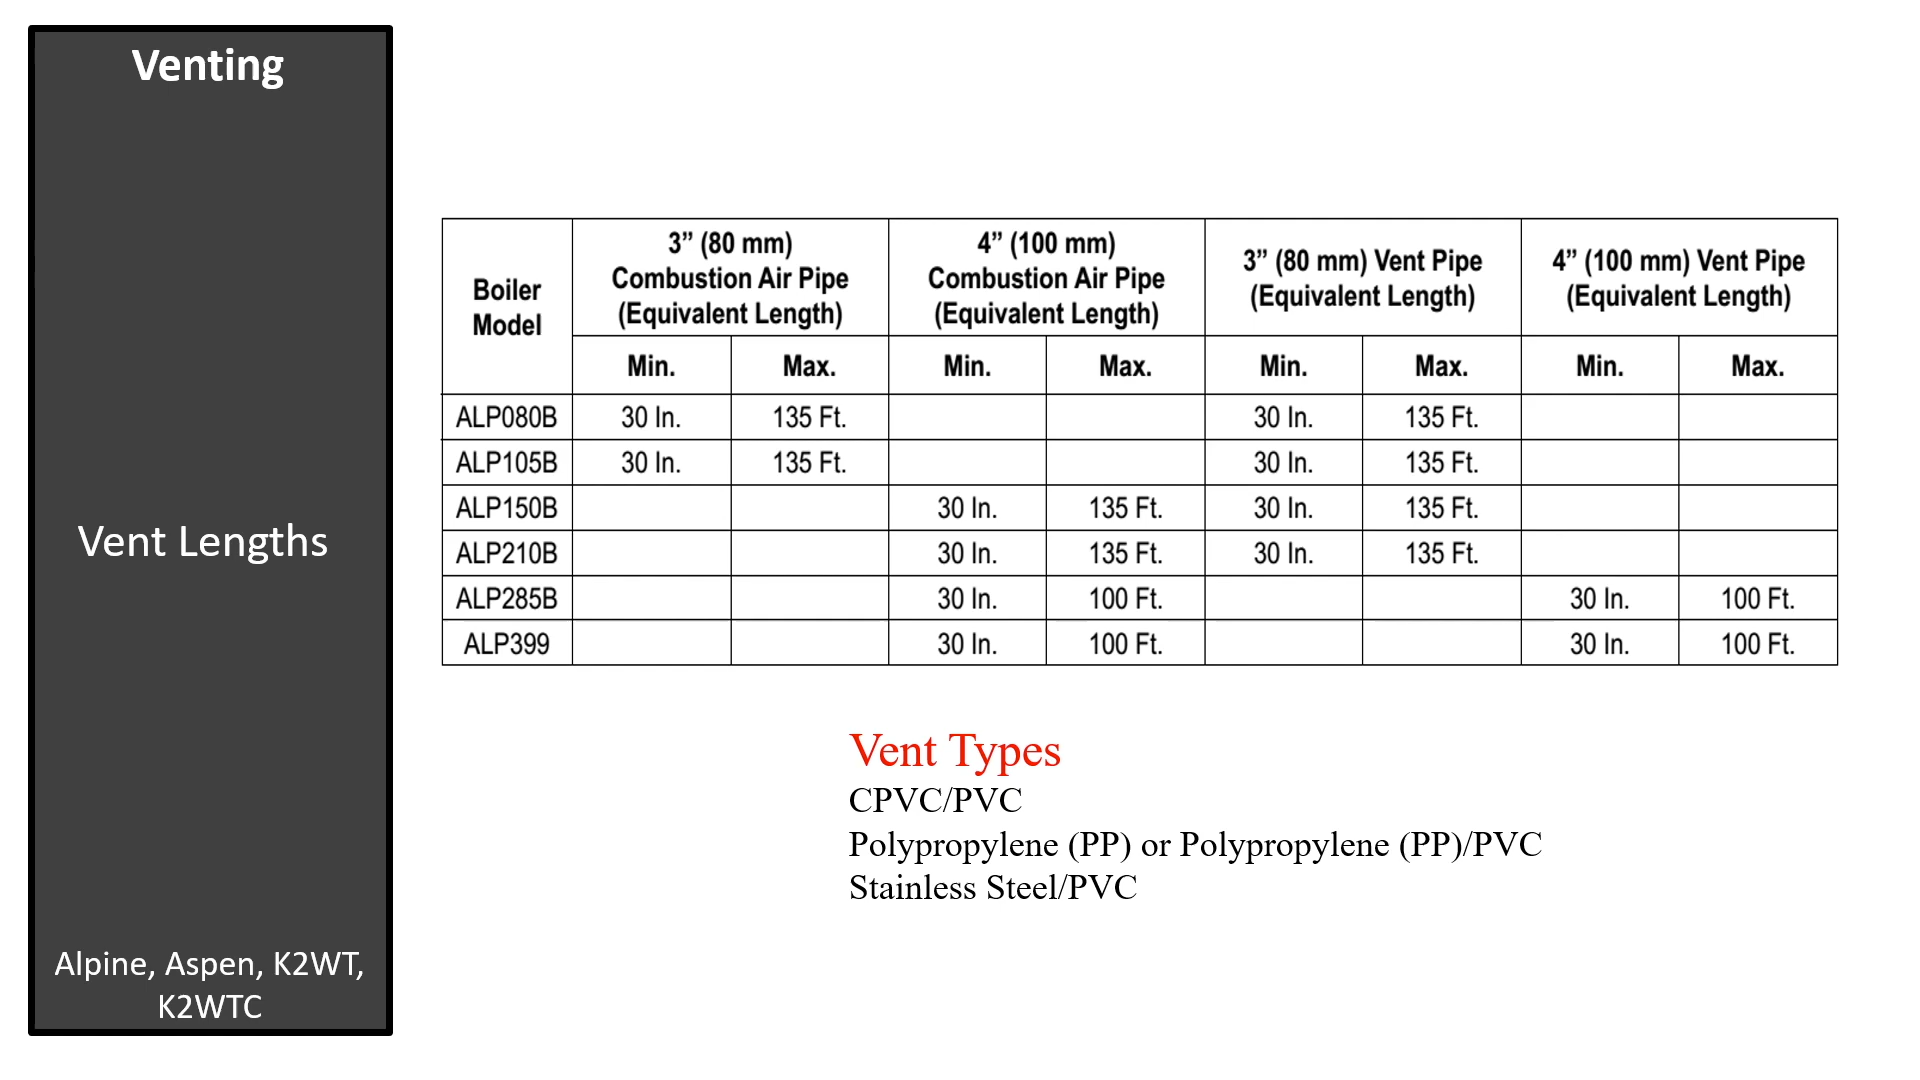 Venting
Vent Lengths
Alpine, Aspen, K2WT,
K2WTC
Boiler Model | 3” (80 mm) Combustion Air Pipe (Equivalent Length) | 4” (100 mm) Combustion Air Pipe (Equivalent Length) | 3” (80 mm) Vent Pipe (Equivalent Length) | 4” (100 mm) Vent Pipe (Equivalent Length)
Min. Max. Min. Max. Min. Max. Min. Max.
ALP080B 30 In. 135 Ft. 30 In. 135 Ft.
ALP105B 30 In. 135 Ft. 30 In. 135 Ft.
ALP150B 30 In. 135 Ft. 30 In. 135 Ft.
ALP210B 30 In. 135 Ft. 30 In. 135 Ft.
ALP285B 30 In. 100 Ft. 30 In. 100 Ft.
ALP399 30 In. 100 Ft. 30 In. 100 Ft.
Vent Types
CPVC/PVC
Polypropylene (PP) or Polypropylene (PP)/PVC
Stainless Steel/PVC